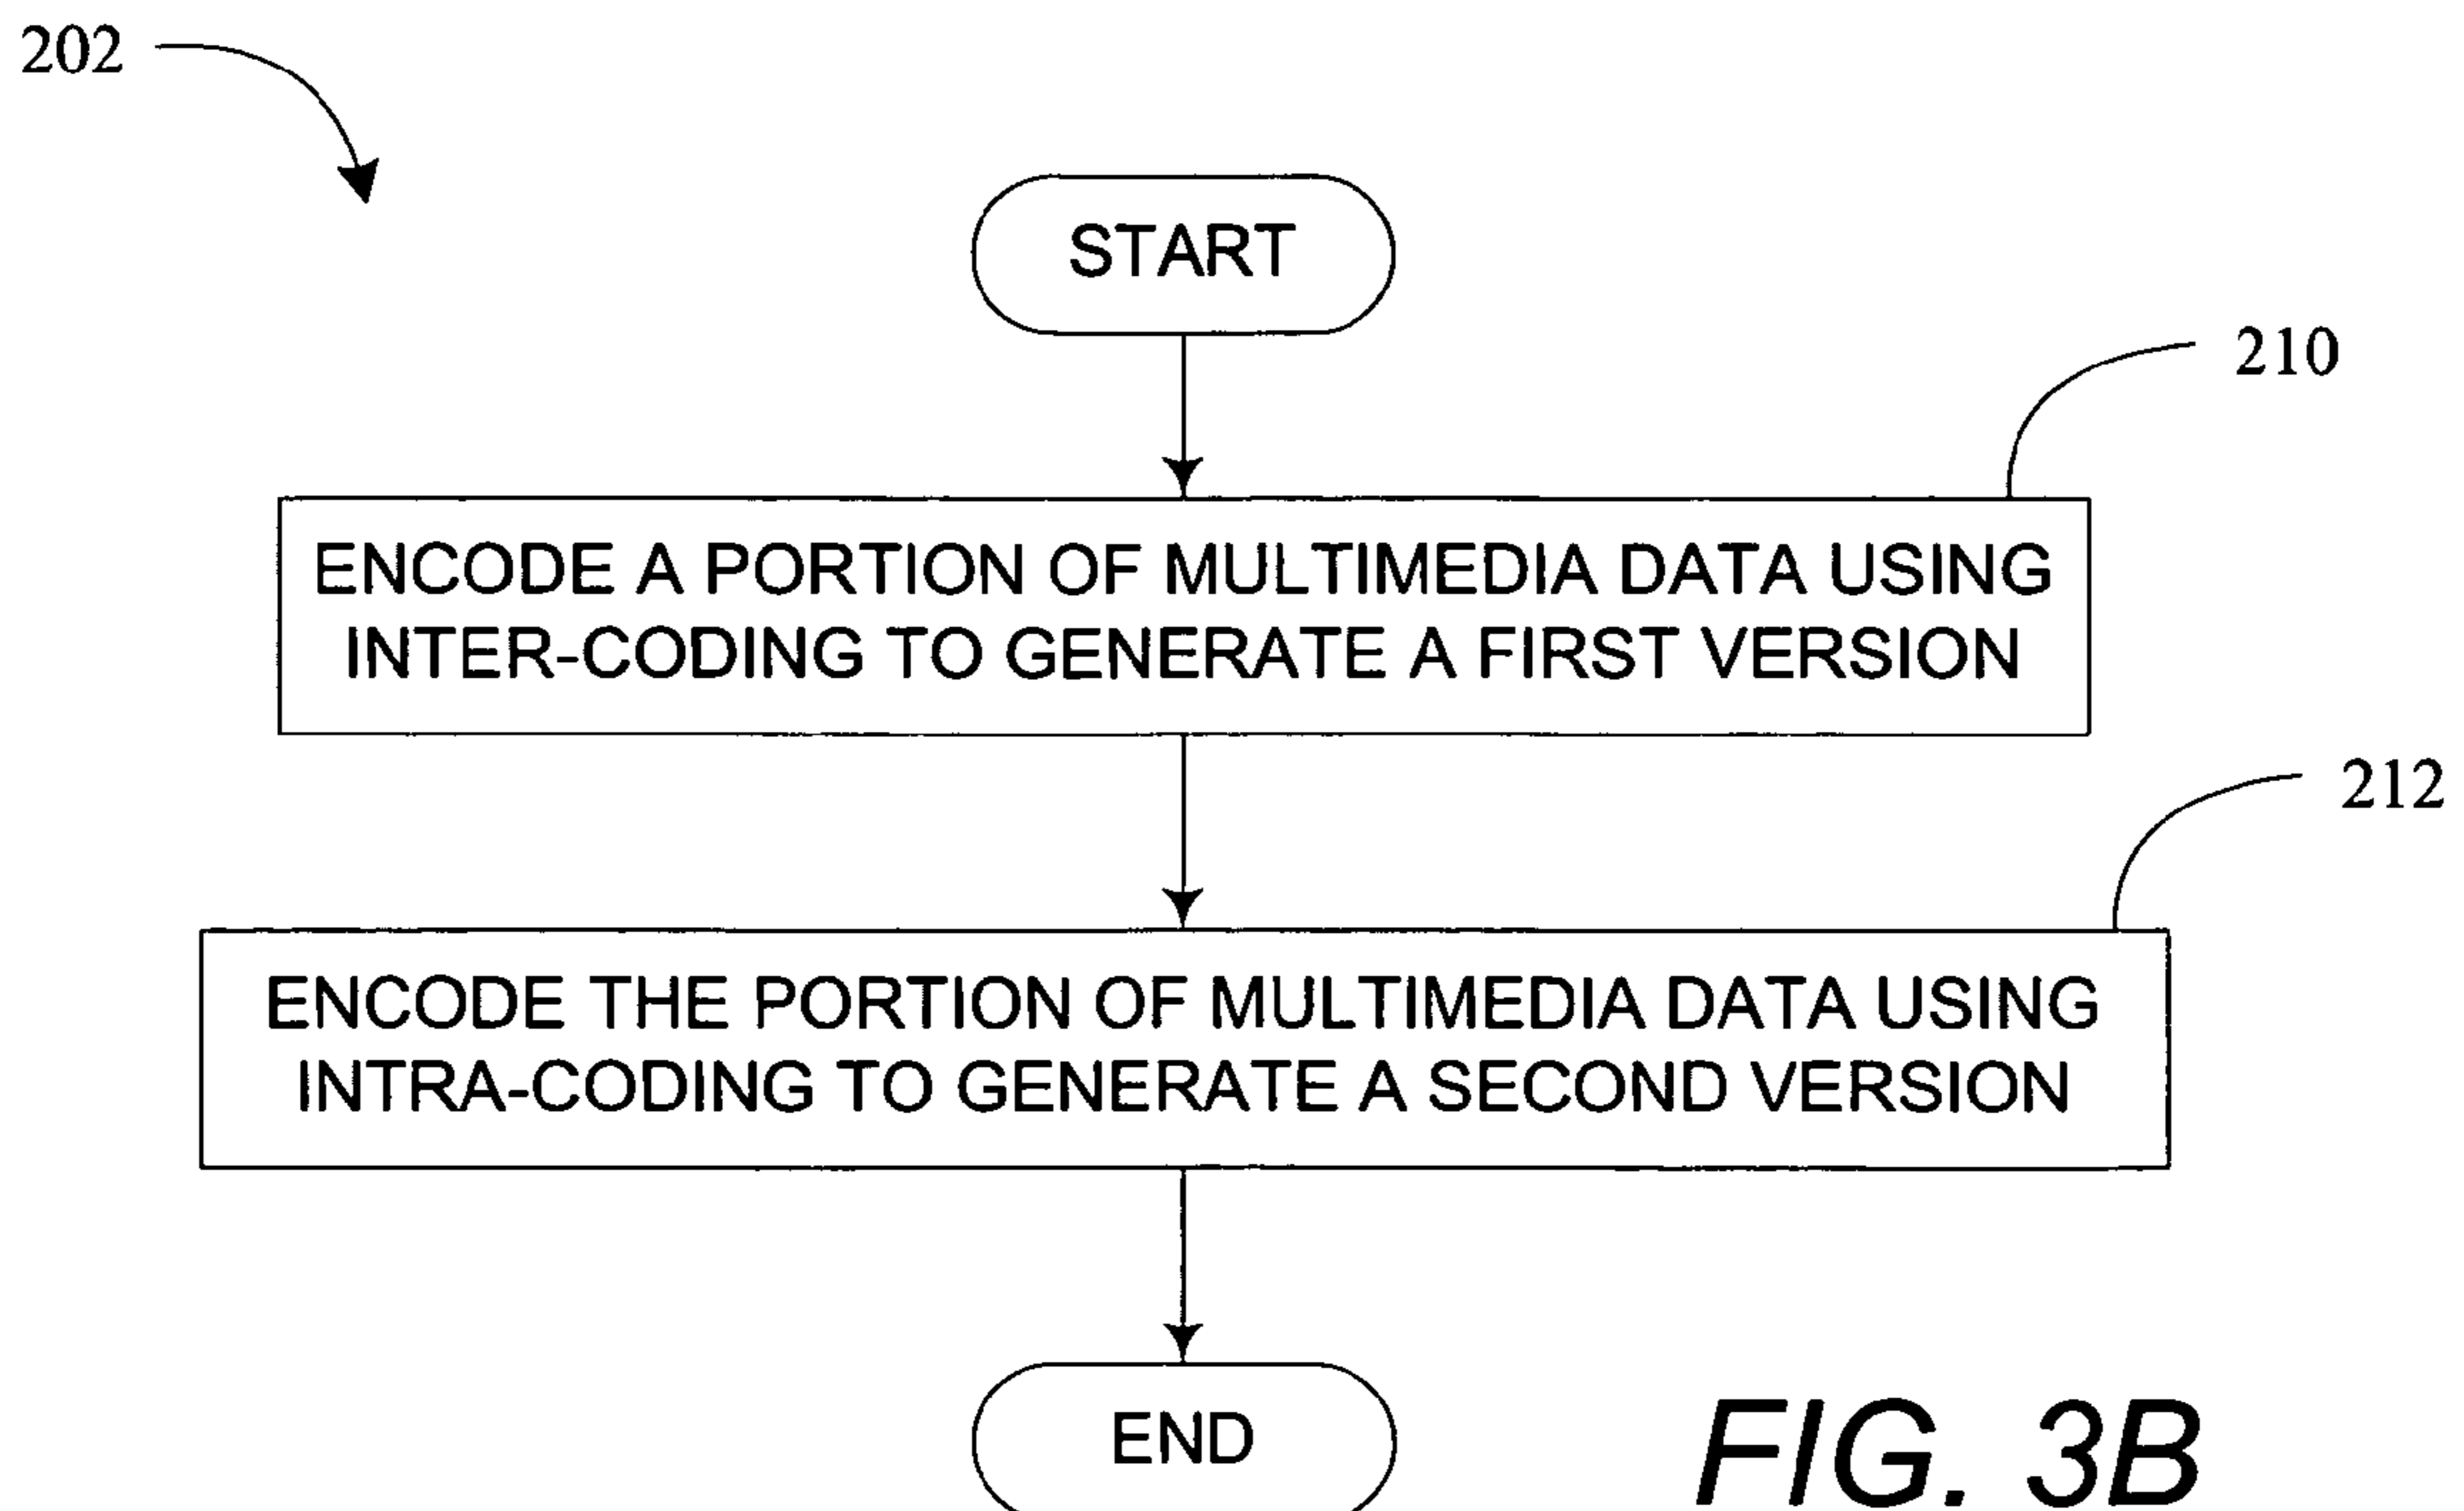 202
START
210
ENCODE A PORTION OF MULTIMEDIA DATA USING
INTER-CODING TO GENERATE A FIRST VERSION
212
ENCODE THE PORTION OF MULTIMEDIA DATA USING
INTRA-CODING TO GENERATE A SECOND VERSION
END
FIG. 3B